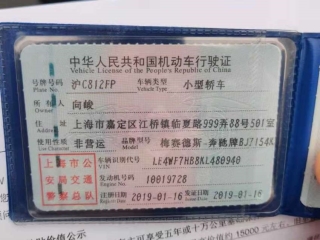 中华人民共和国机动车行驶证
Vehicle License of the People's Republic of China
号牌号码 沪C812FP 车辆类型 小型轿车
Plate No. Vehicle Type
所有人 向峻
Owner
住址 上海市嘉定区江桥镇临夏路999弄88号501室
Address
使用性质 非营运 品牌型号 梅赛德斯-奔驰牌BJ7154K
Use Character Model
上海市公 车辆识别代号 LE4WF7HB8KL480940
VIN
安局交通 发动机号码 10019728
Engine No.
警察总队 注册日期 2019-01-16 发证日期 2019-01-16
Register Date Issue Date